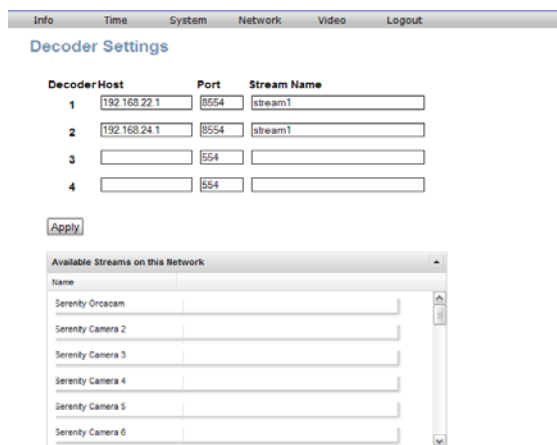 Info Time System Network Video Logout
Decoder Settings
Decoder Host Port Stream Name
1 192.168.22.1 8554 stream1
2 192.168.24.1 8554 stream1
3 554
4 554
Apply
Available Streams on this Network
Name
Serenity Orcacam
Serenity Camera 2
Serenity Camera 3
Serenity Camera 4
Serenity Camera 5
Serenity Camera 6